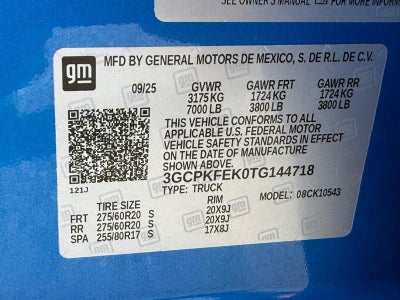 SEE OWNER'S MANUAL
gm
MFD BY GENERAL MOTORS DE MEXICO, S. DE R.L. DE C.V.
09/25 GVWR GAWR FRT GAWR RR
3175 KG 1724 KG 1724 KG
7000 LB 3800 LB 3800 LB
THIS VEHICLE CONFORMS TO ALL
APPLICABLE U.S. FEDERAL MOTOR
VEHICLE SAFETY STANDARDS IN
EFFECT ON THE DATE OF MANUFACTURE
SHOWN ABOVE.
3GCPKFEK0TG144718
TYPE: TRUCK MODEL: 08CK10543
121J
TIRE SIZE RIM
FRT 275/60R20 S 20X9J
RR 275/60R20 S 20X9J
SPA 255/80R17 S 17X8J